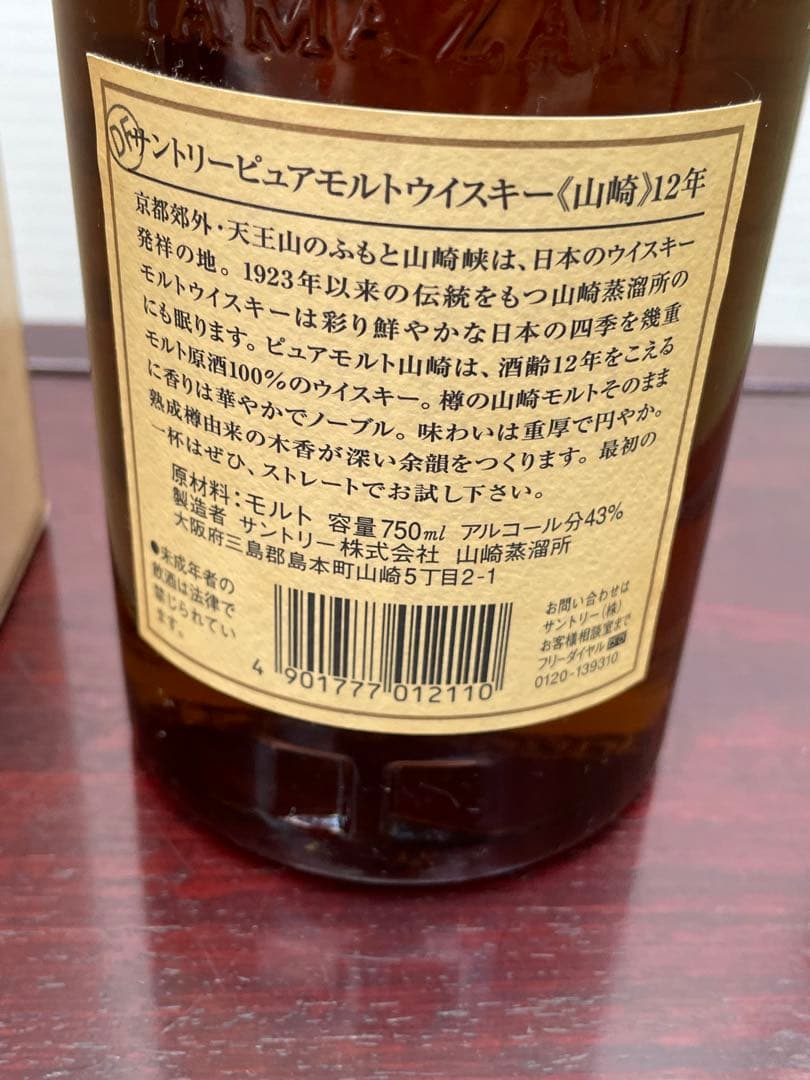 YAMAZAKI
DF
サントリーピュアモルトウイスキー《山崎》12年
京都郊外・天王山のふもと山崎峡は、日本のウイスキー
発祥の地。1923年以来の伝統をもつ山崎蒸溜所の
モルトウイスキーは彩り鮮やかな日本の四季を幾重
にも眠ります。ピュアモルト山崎は、酒齢12年をこえる
モルト原酒100%のウイスキー。樽の山崎モルトそのまま
に香りは華やかでノーブル。味わいは重厚で円やか。
熟成樽由来の木香が深い余韻をつくります。最初の
一杯はぜひ、ストレートでお試し下さい。
原材料：モルト 容量750ml アルコール分43%
製造者 サントリー株式会社 山崎蒸溜所
大阪府三島郡島本町山崎5丁目2-1
●未成年者の
飲酒は法律で
禁じられてい
ます。
4 901777 012110
お問い合わせは
サントリー(株)
お客様相談室まで
フリーダイヤル
0120-139310